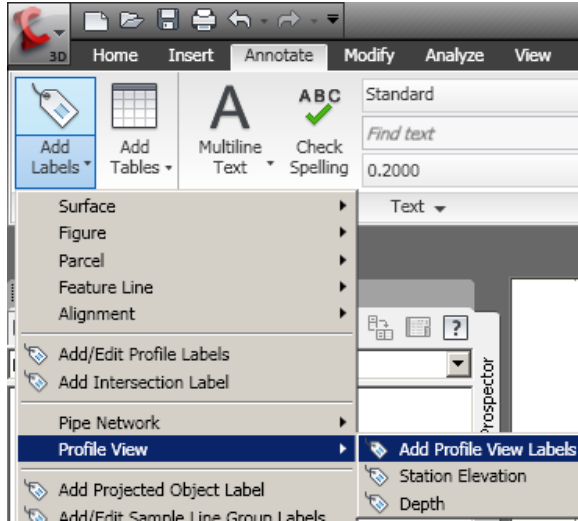 3D
Home Insert Annotate Modify Analyze View
Add Labels
Add Tables
A
Multiline Text
ABC
Check Spelling
Standard
Find text
0.2000
Text
Surface
Figure
Parcel
Feature Line
Alignment
Add/Edit Profile Labels
Add Intersection Label
Pipe Network
Profile View
Add Projected Object Label
Add/Edit Sample Line Group Labels
Add Profile View Labels
Station Elevation
Depth
?
Prospector